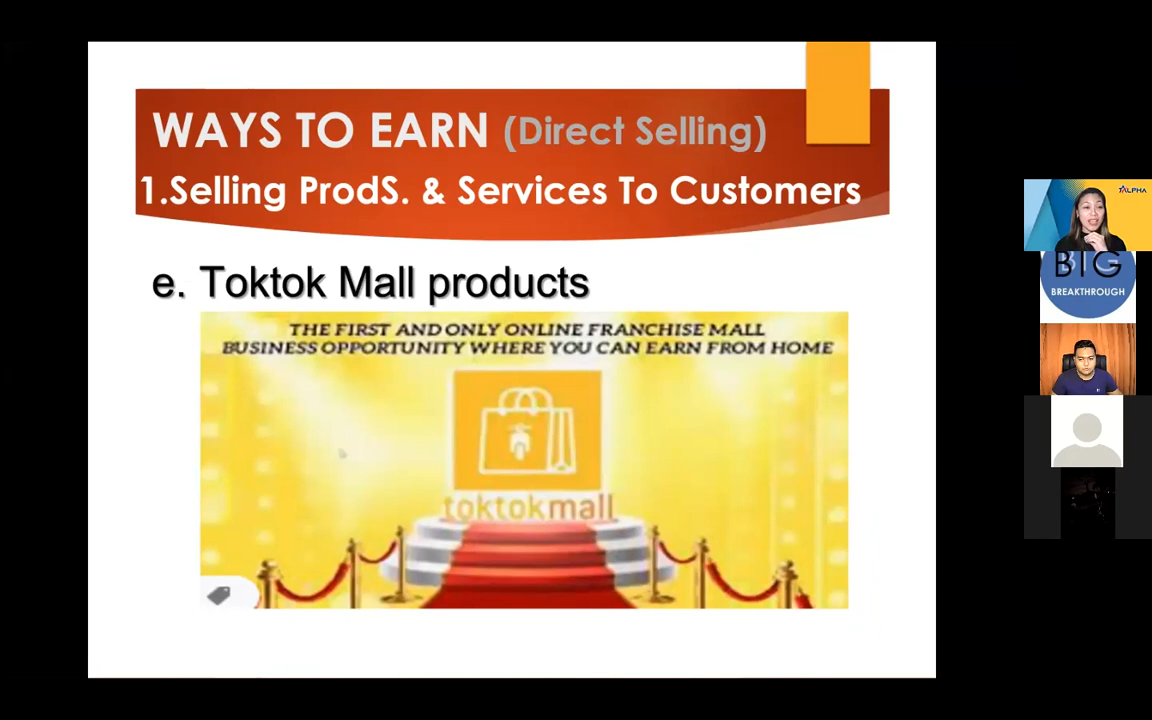 WAYS TO EARN (Direct Selling)
1.Selling ProdS. & Services To Customers
e. Toktok Mall products
THE FIRST AND ONLY ONLINE FRANCHISE MALL
BUSINESS OPPORTUNITY WHERE YOU CAN EARN FROM HOME
toktokmall
ALPHA
BTG
BREAKTHROUGH